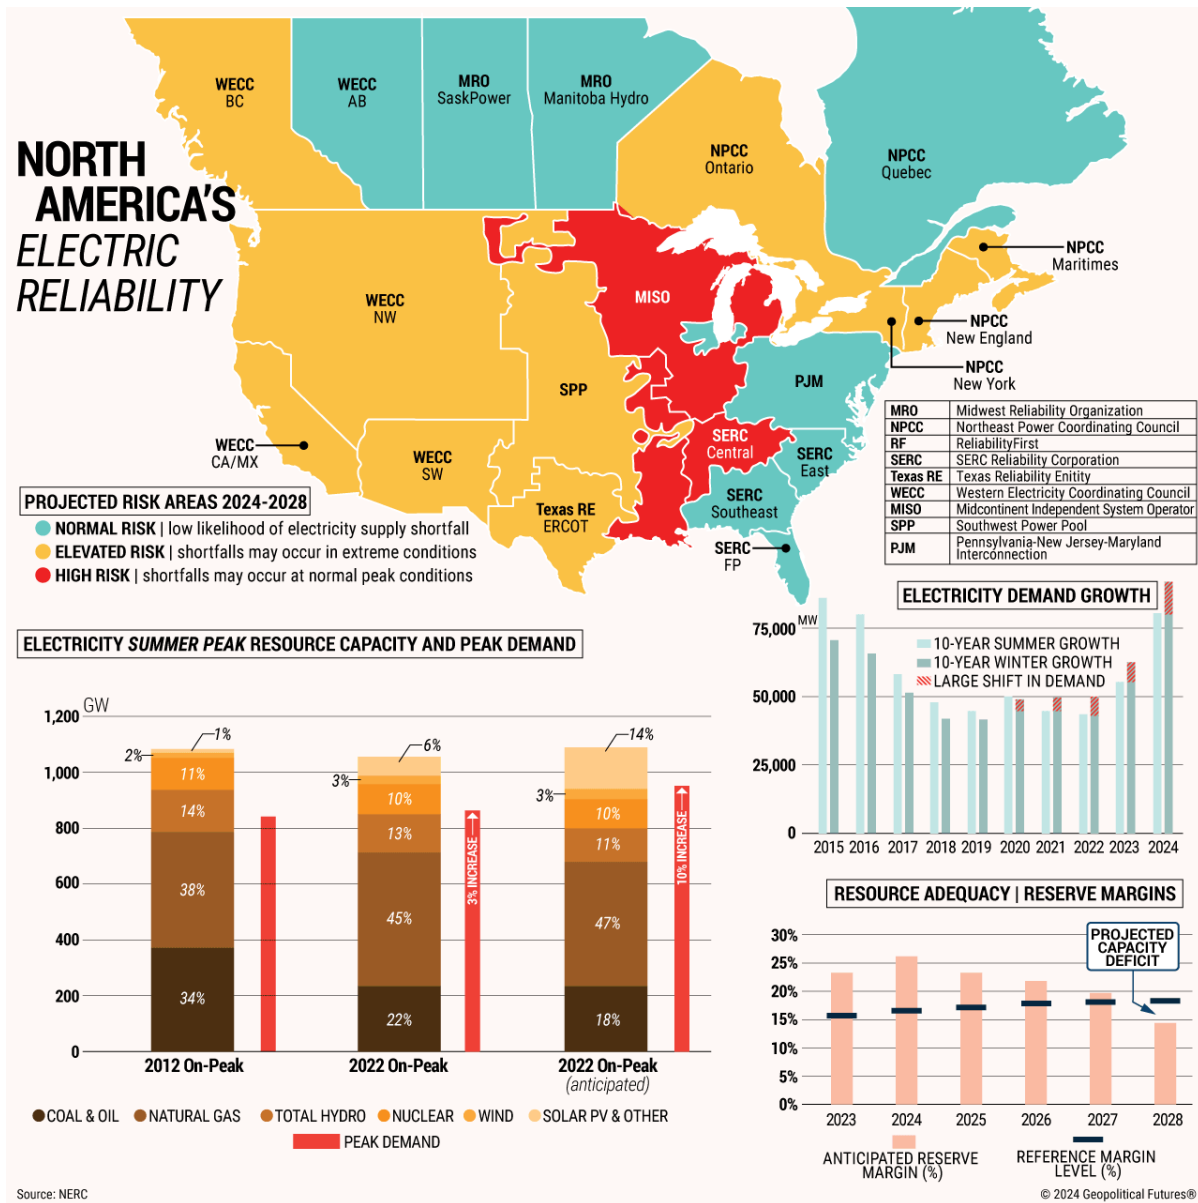 NORTH
AMERICA'S
ELECTRIC
RELIABILITY
WECC
BC
WECC
AB
MRO
SaskPower
MRO
Manitoba Hydro
NPCC
Ontario
NPCC
Quebec
NPCC
Maritimes
NPCC
New England
NPCC
New York
WECC
NW
MISO
SPP
PJM
WECC
CA/MX
WECC
SW
SERC
Central
SERC
East
SERC
Southeast
Texas RE
ERCOT
SERC
FP
PROJECTED RISK AREAS 2024-2028
NORMAL RISK | low likelihood of electricity supply shortfall
ELEVATED RISK | shortfalls may occur in extreme conditions
HIGH RISK | shortfalls may occur at normal peak conditions
MRO Midwest Reliability Organization
NPCC Northeast Power Coordinating Council
RF ReliabilityFirst
SERC SERC Reliability Corporation
Texas RE Texas Reliability Enitity
WECC Western Electricity Coordinating Council
MISO Midcontinent Independent System Operator
SPP Southwest Power Pool
PJM Pennsylvania-New Jersey-Maryland
Interconnection
ELECTRICITY SUMMER PEAK RESOURCE CAPACITY AND PEAK DEMAND
GW
1,200
1,000
800
600
400
200
0
1%
2%
11%
14%
38%
34%
6%
3%
10%
13%
45%
22%
3% INCREASE
14%
3%
10%
11%
47%
18%
10% INCREASE
2012 On-Peak
2022 On-Peak
2022 On-Peak
(anticipated)
COAL & OIL
NATURAL GAS
TOTAL HYDRO
NUCLEAR
WIND
SOLAR PV & OTHER
PEAK DEMAND
ELECTRICITY DEMAND GROWTH
MW
75,000
50,000
25,000
0
10-YEAR SUMMER GROWTH
10-YEAR WINTER GROWTH
LARGE SHIFT IN DEMAND
2015 2016 2017 2018 2019 2020 2021 2022 2023 2024
RESOURCE ADEQUACY | RESERVE MARGINS
30%
25%
20%
15%
10%
5%
0%
PROJECTED
CAPACITY
DEFICIT
2023 2024 2025 2026 2027 2028
ANTICIPATED RESERVE
MARGIN (%)
REFERENCE MARGIN
LEVEL (%)
Source: NERC
© 2024 Geopolitical Futures®